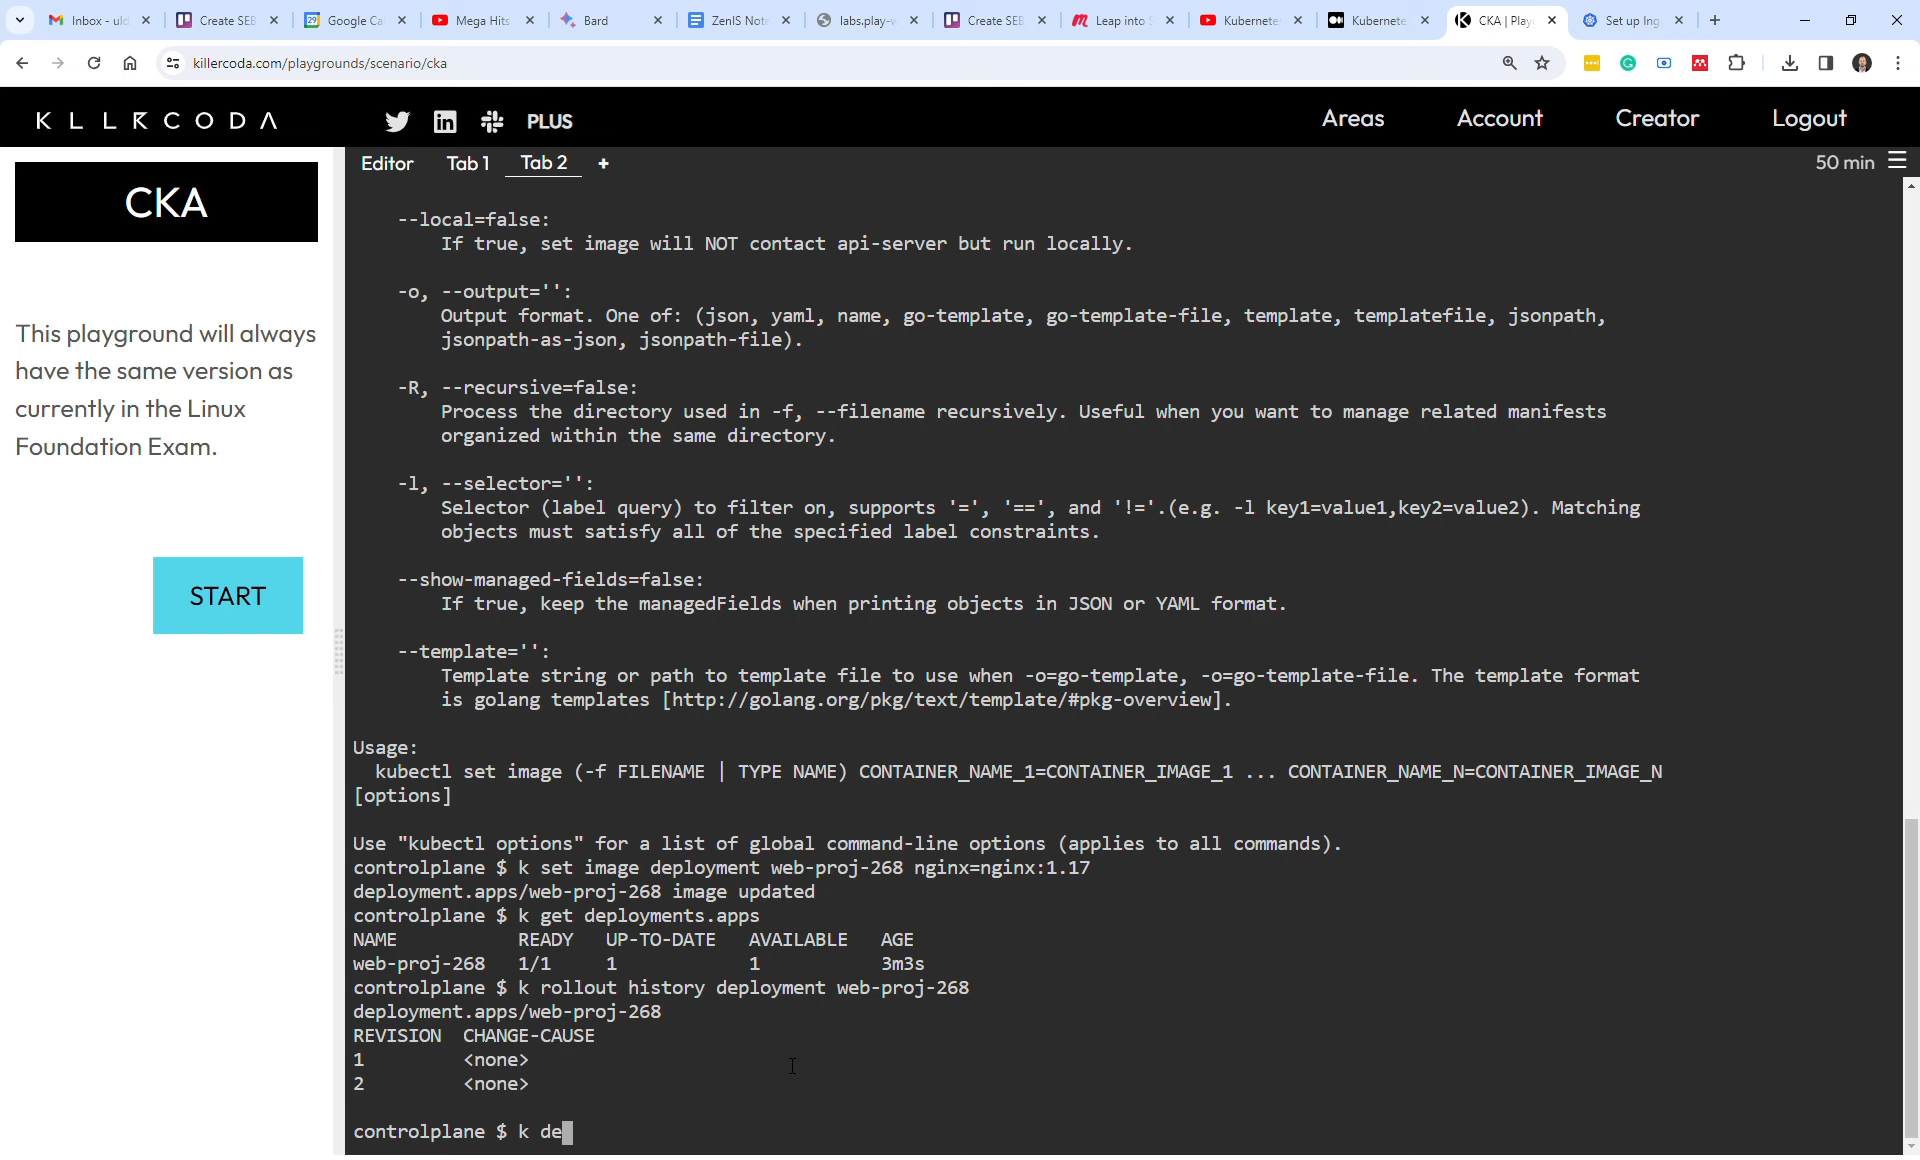 Inbox - uld
Create SEB
Google Ca
Mega Hits
Bard
ZenIS Note
labs.play-w
Create SEB
Leap into S
Kubernete
Kubernete
CKA | Play
Set up Ing
killercoda.com/playgrounds/scenario/cka
KLLRCODA
PLUS
Areas
Account
Creator
Logout
CKA
This playground will always
have the same version as
currently in the Linux
Foundation Exam.
START
Editor
Tab 1
Tab 2
+
50 min
--local=false:
If true, set image will NOT contact api-server but run locally.
-o, --output='':
Output format. One of: (json, yaml, name, go-template, go-template-file, template, templatefile, jsonpath,
jsonpath-as-json, jsonpath-file).
-R, --recursive=false:
Process the directory used in -f, --filename recursively. Useful when you want to manage related manifests
organized within the same directory.
-l, --selector='':
Selector (label query) to filter on, supports '=', '==', and '!='.(e.g. -l key1=value1,key2=value2). Matching
objects must satisfy all of the specified label constraints.
--show-managed-fields=false:
If true, keep the managedFields when printing objects in JSON or YAML format.
--template='':
Template string or path to template file to use when -o=go-template, -o=go-template-file. The template format
is golang templates [http://golang.org/pkg/text/template/#pkg-overview].
Usage:
kubectl set image (-f FILENAME | TYPE NAME) CONTAINER_NAME_1=CONTAINER_IMAGE_1 ... CONTAINER_NAME_N=CONTAINER_IMAGE_N
[options]
Use "kubectl options" for a list of global command-line options (applies to all commands).
controlplane $ k set image deployment web-proj-268 nginx=nginx:1.17
deployment.apps/web-proj-268 image updated
controlplane $ k get deployments.apps
NAME READY UP-TO-DATE AVAILABLE AGE
web-proj-268 1/1 1 1 3m3s
controlplane $ k rollout history deployment web-proj-268
deployment.apps/web-proj-268
REVISION CHANGE-CAUSE
1 <none>
2 <none>
controlplane $ k de